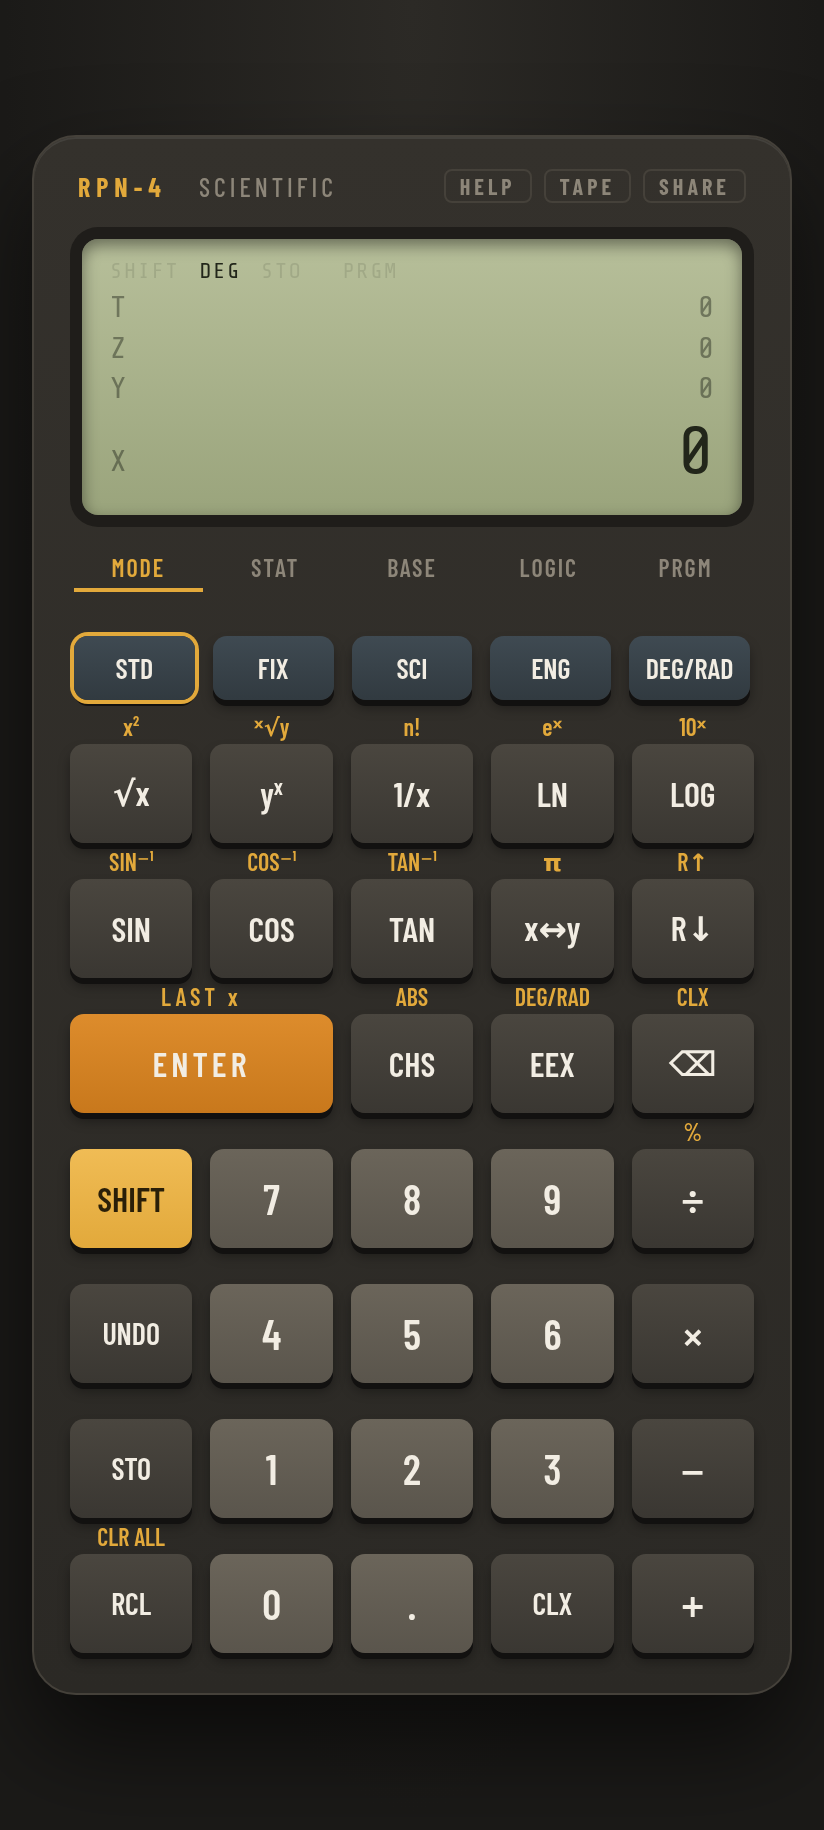 RPN-4 SCIENTIFIC HELP TAPE SHARE
SHIFT DEG STO PRGM
T 0
Z 0
Y 0
X 0
MODE STAT BASE LOGIC PRGM
STD FIX SCI ENG DEG/RAD
x² ˣ√y n! eˣ 10ˣ
√x yˣ 1/x LN LOG
SIN⁻¹ COS⁻¹ TAN⁻¹ π R↑
SIN COS TAN x↔y R↓
LAST x ABS DEG/RAD CLX
ENTER CHS EEX ⌫
%
SHIFT 7 8 9 ÷
UNDO 4 5 6 ×
STO 1 2 3 −
CLR ALL
RCL 0 . CLX +